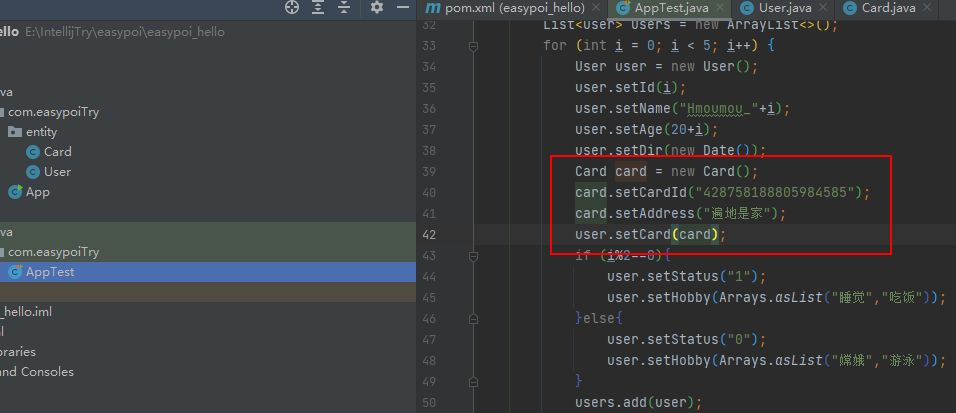 pom.xml (easypoi_hello)
AppTest.java
User.java
Card.java
ello E:\IntellijTry\easypoi\easypoi_hello
va
com.easypoiTry
entity
Card
User
App
va
com.easypoiTry
AppTest
_hello.iml
ml
braries
and Consoles
32 List<User> users = new ArrayList<>();
33 for (int i = 0; i < 5; i++) {
34 User user = new User();
35 user.setId(i);
36 user.setName("Hmoumou_"+i);
37 user.setAge(20+i);
38 user.setDir(new Date());
39 Card card = new Card();
40 card.setCardId("428758188805984585");
41 card.setAddress("遍地是家");
42 user.setCard(card);
43 if (i%2==0){
44 user.setStatus("1");
45 user.setHobby(Arrays.asList("睡觉","吃饭"));
46 }else{
47 user.setStatus("0");
48 user.setHobby(Arrays.asList("嫦娥","游泳"));
49 }
50 users.add(user);